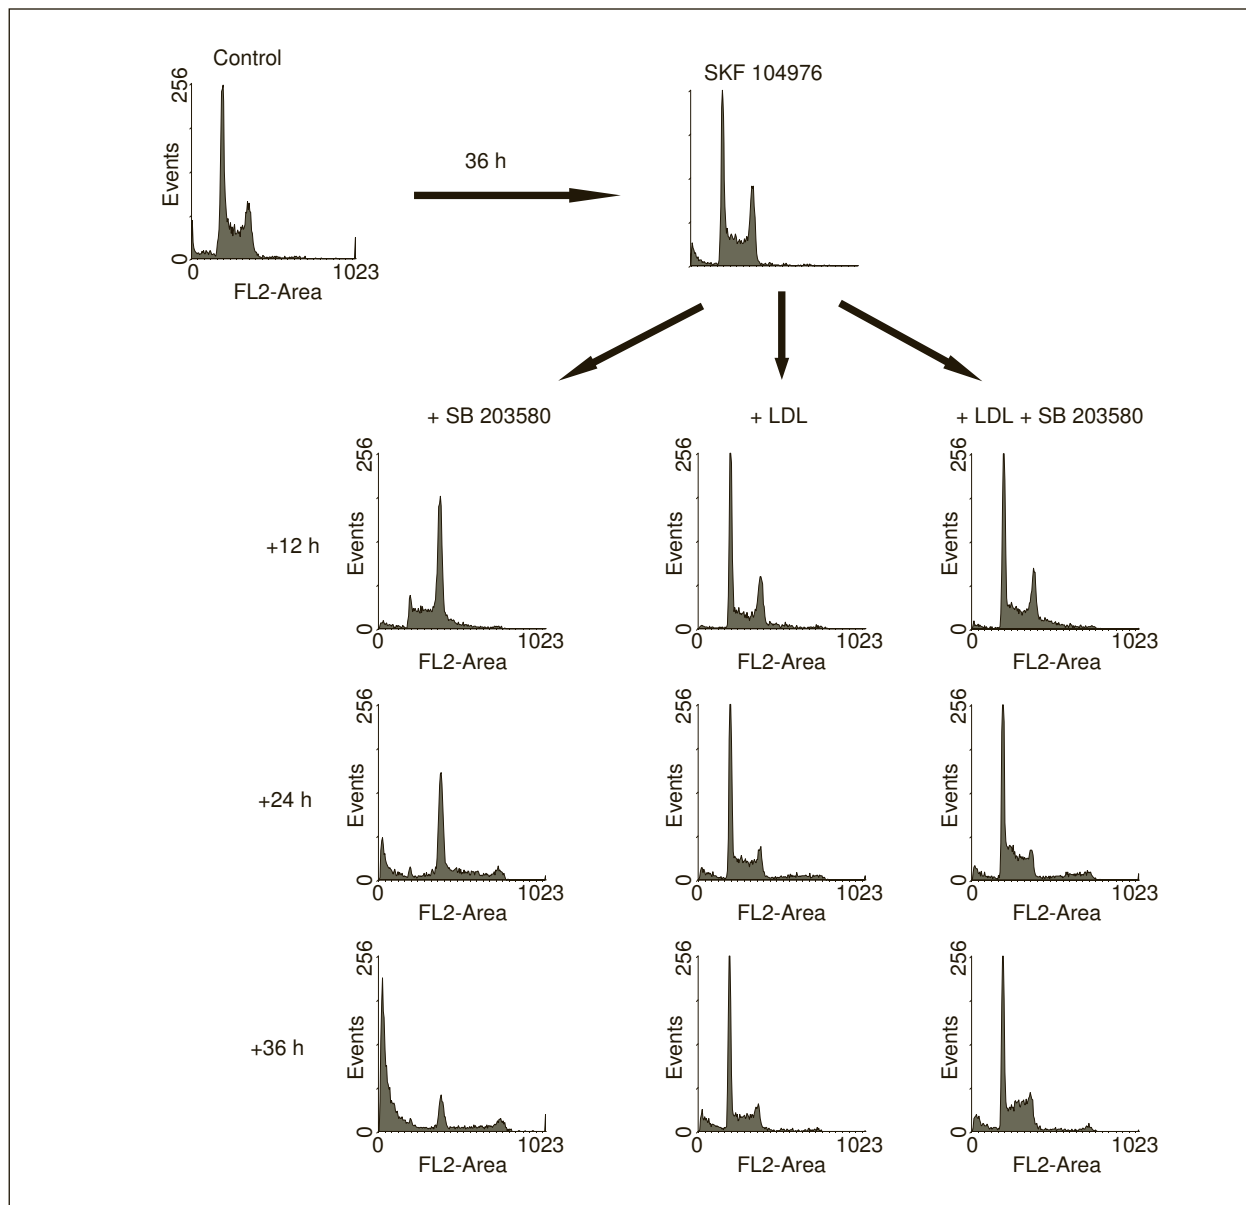 Control
256
Events
0
0 1023
FL2-Area
36 h
SKF 104976
+ SB 203580
+ LDL
+ LDL + SB 203580
+12 h
256
Events
0
0 1023
FL2-Area
256
Events
0
0 1023
FL2-Area
256
Events
0
0 1023
FL2-Area
+24 h
256
Events
0
0 1023
FL2-Area
256
Events
0
0 1023
FL2-Area
256
Events
0
0 1023
FL2-Area
+36 h
256
Events
0
0 1023
FL2-Area
256
Events
0
0 1023
FL2-Area
256
Events
0
0 1023
FL2-Area